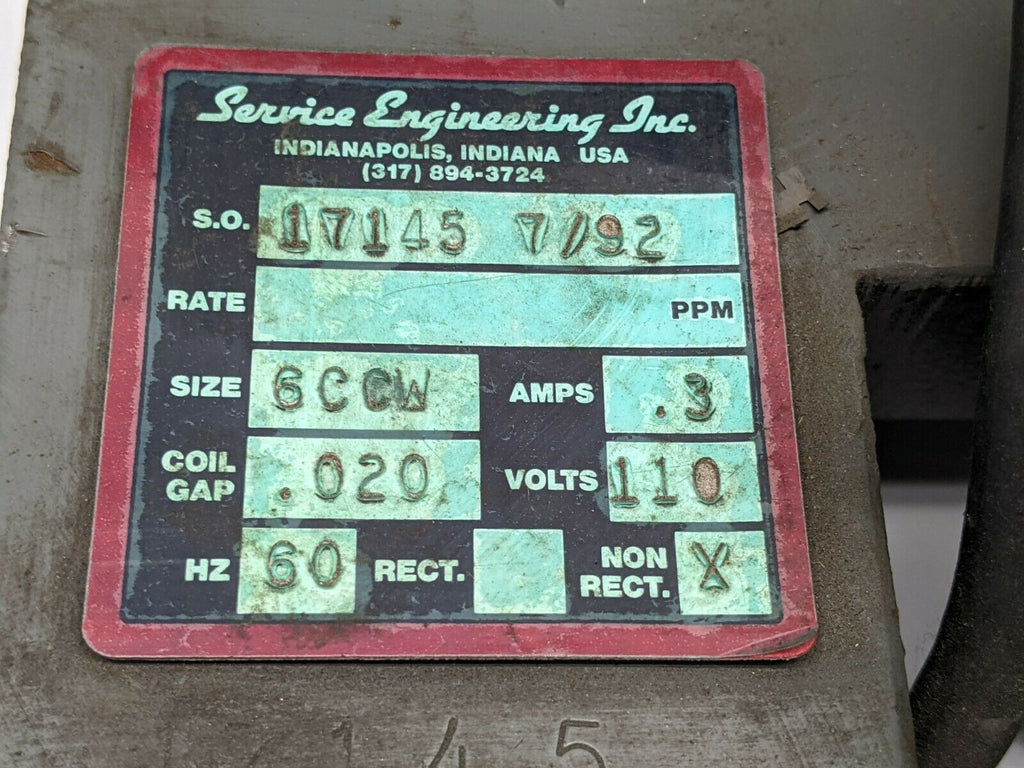 Service Engineering Inc.
INDIANAPOLIS, INDIANA USA
(317) 894-3724
S.O. 17145 7/92
RATE PPM
SIZE 6CCW AMPS .3
COIL GAP .020 VOLTS 110
HZ 60 RECT. NON RECT. X
145